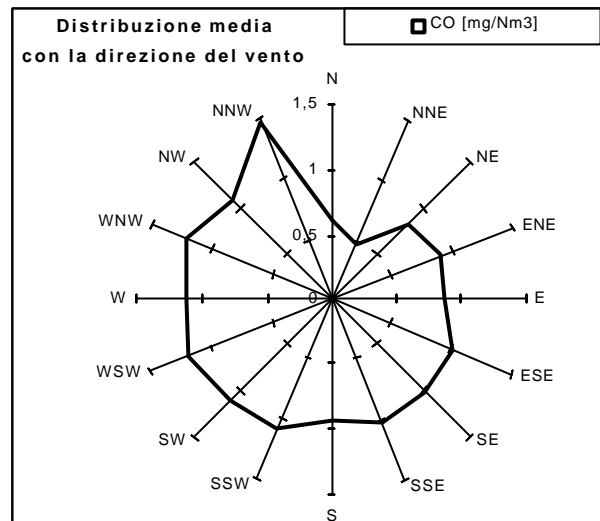 Distribuzione media
con la direzione del vento
CO [mg/Nm3]
N
NNE
NE
ENE
E
ESE
SE
SSE
S
SSW
SW
WSW
W
WNW
NW
NNW
1,5
1
0,5
0